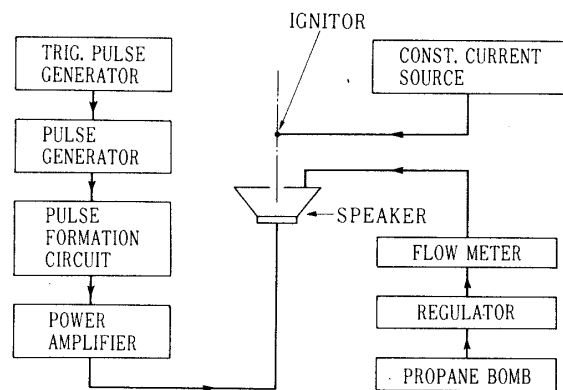 IGNITOR
TRIG. PULSE
GENERATOR
CONST. CURRENT
SOURCE
PULSE
GENERATOR
SPEAKER
PULSE
FORMATION
CIRCUIT
FLOW METER
POWER
AMPLIFIER
REGULATOR
PROPANE BOMB